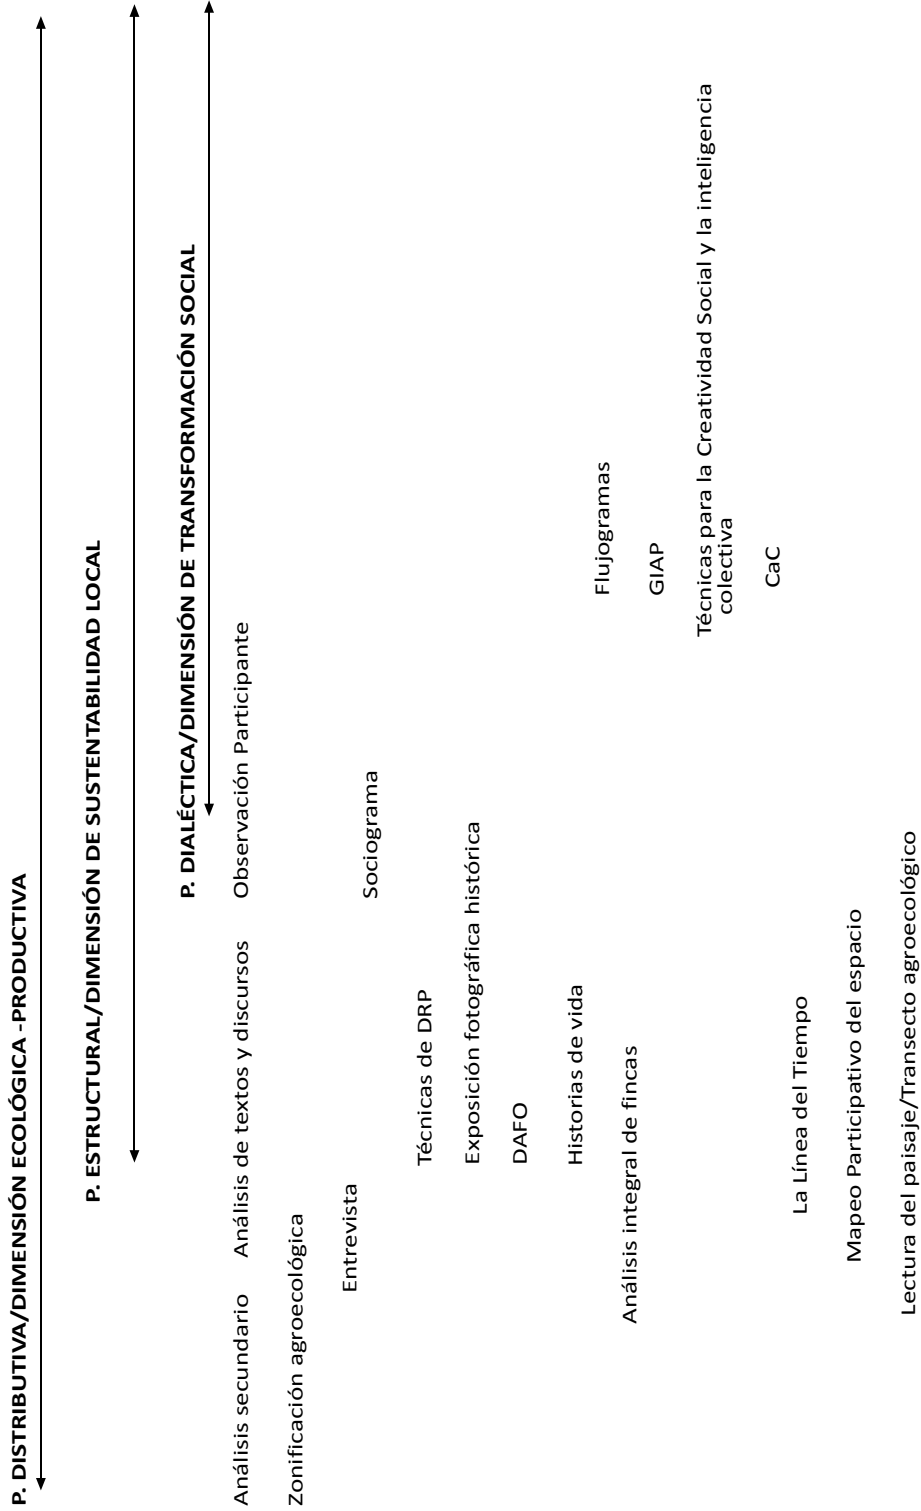 P. DISTRIBUTIVA/DIMENSIÓN ECOLÓGICA -PRODUCTIVA
P. ESTRUCTURAL/DIMENSIÓN DE SUSTENTABILIDAD LOCAL
P. DIALÉCTICA/DIMENSIÓN DE TRANSFORMACIÓN SOCIAL
Análisis secundario
Análisis de textos y discursos
Observación Participante
Zonificación agroecológica
Entrevista
Sociograma
Técnicas de DRP
Exposición fotográfica histórica
DAFO
Historias de vida
Flujogramas
Análisis integral de fincas
GIAP
Técnicas para la Creatividad Social y la inteligencia
colectiva
CaC
La Línea del Tiempo
Mapeo Participativo del espacio
Lectura del paisaje/Transecto agroecológico